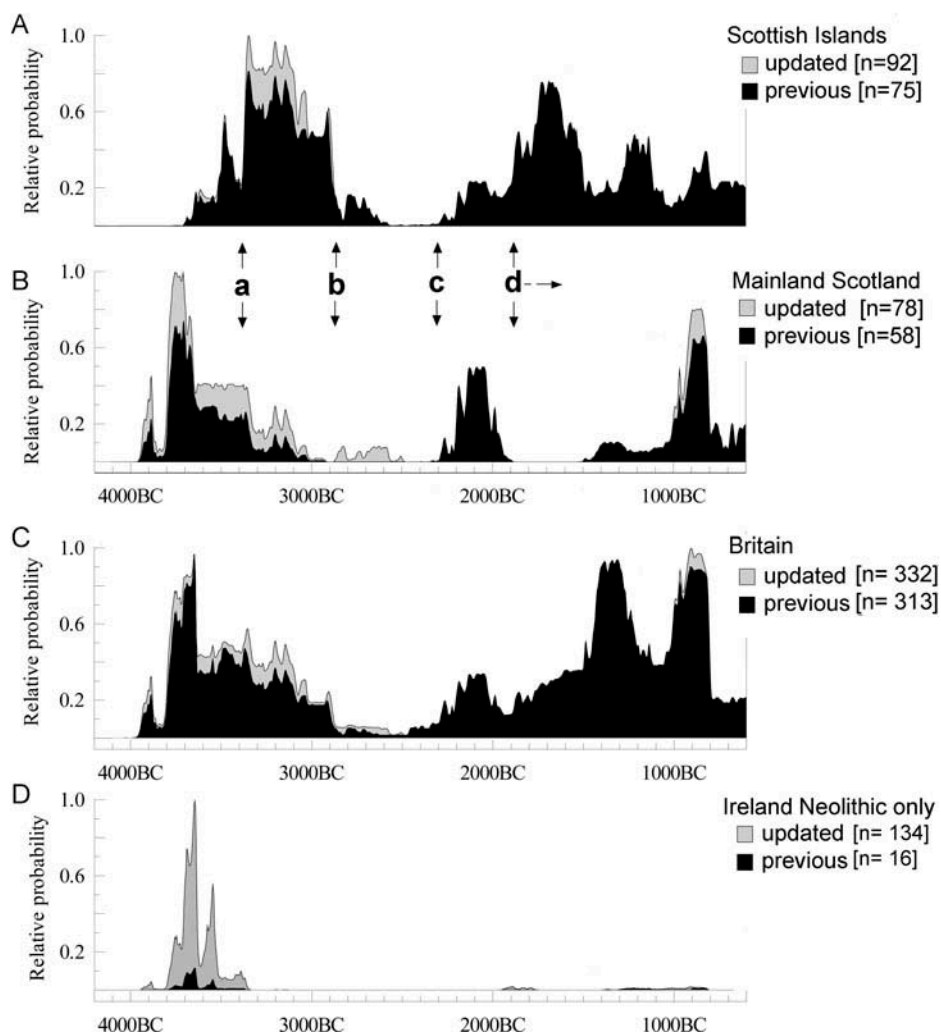 A
Relative probability
1.0
0.6
0.2
Scottish Islands
updated [n=92]
previous [n=75]
a
b
c
d
B
Relative probability
1.0
0.6
0.2
Mainland Scotland
updated [n=78]
previous [n=58]
4000BC 3000BC 2000BC 1000BC
C
Relative probability
1.0
0.6
0.2
Britain
updated [n= 332]
previous [n= 313]
4000BC 3000BC 2000BC 1000BC
D
Relative probability
1.0
0.6
0.2
Ireland Neolithic only
updated [n= 134]
previous [n= 16]
4000BC 3000BC 2000BC 1000BC